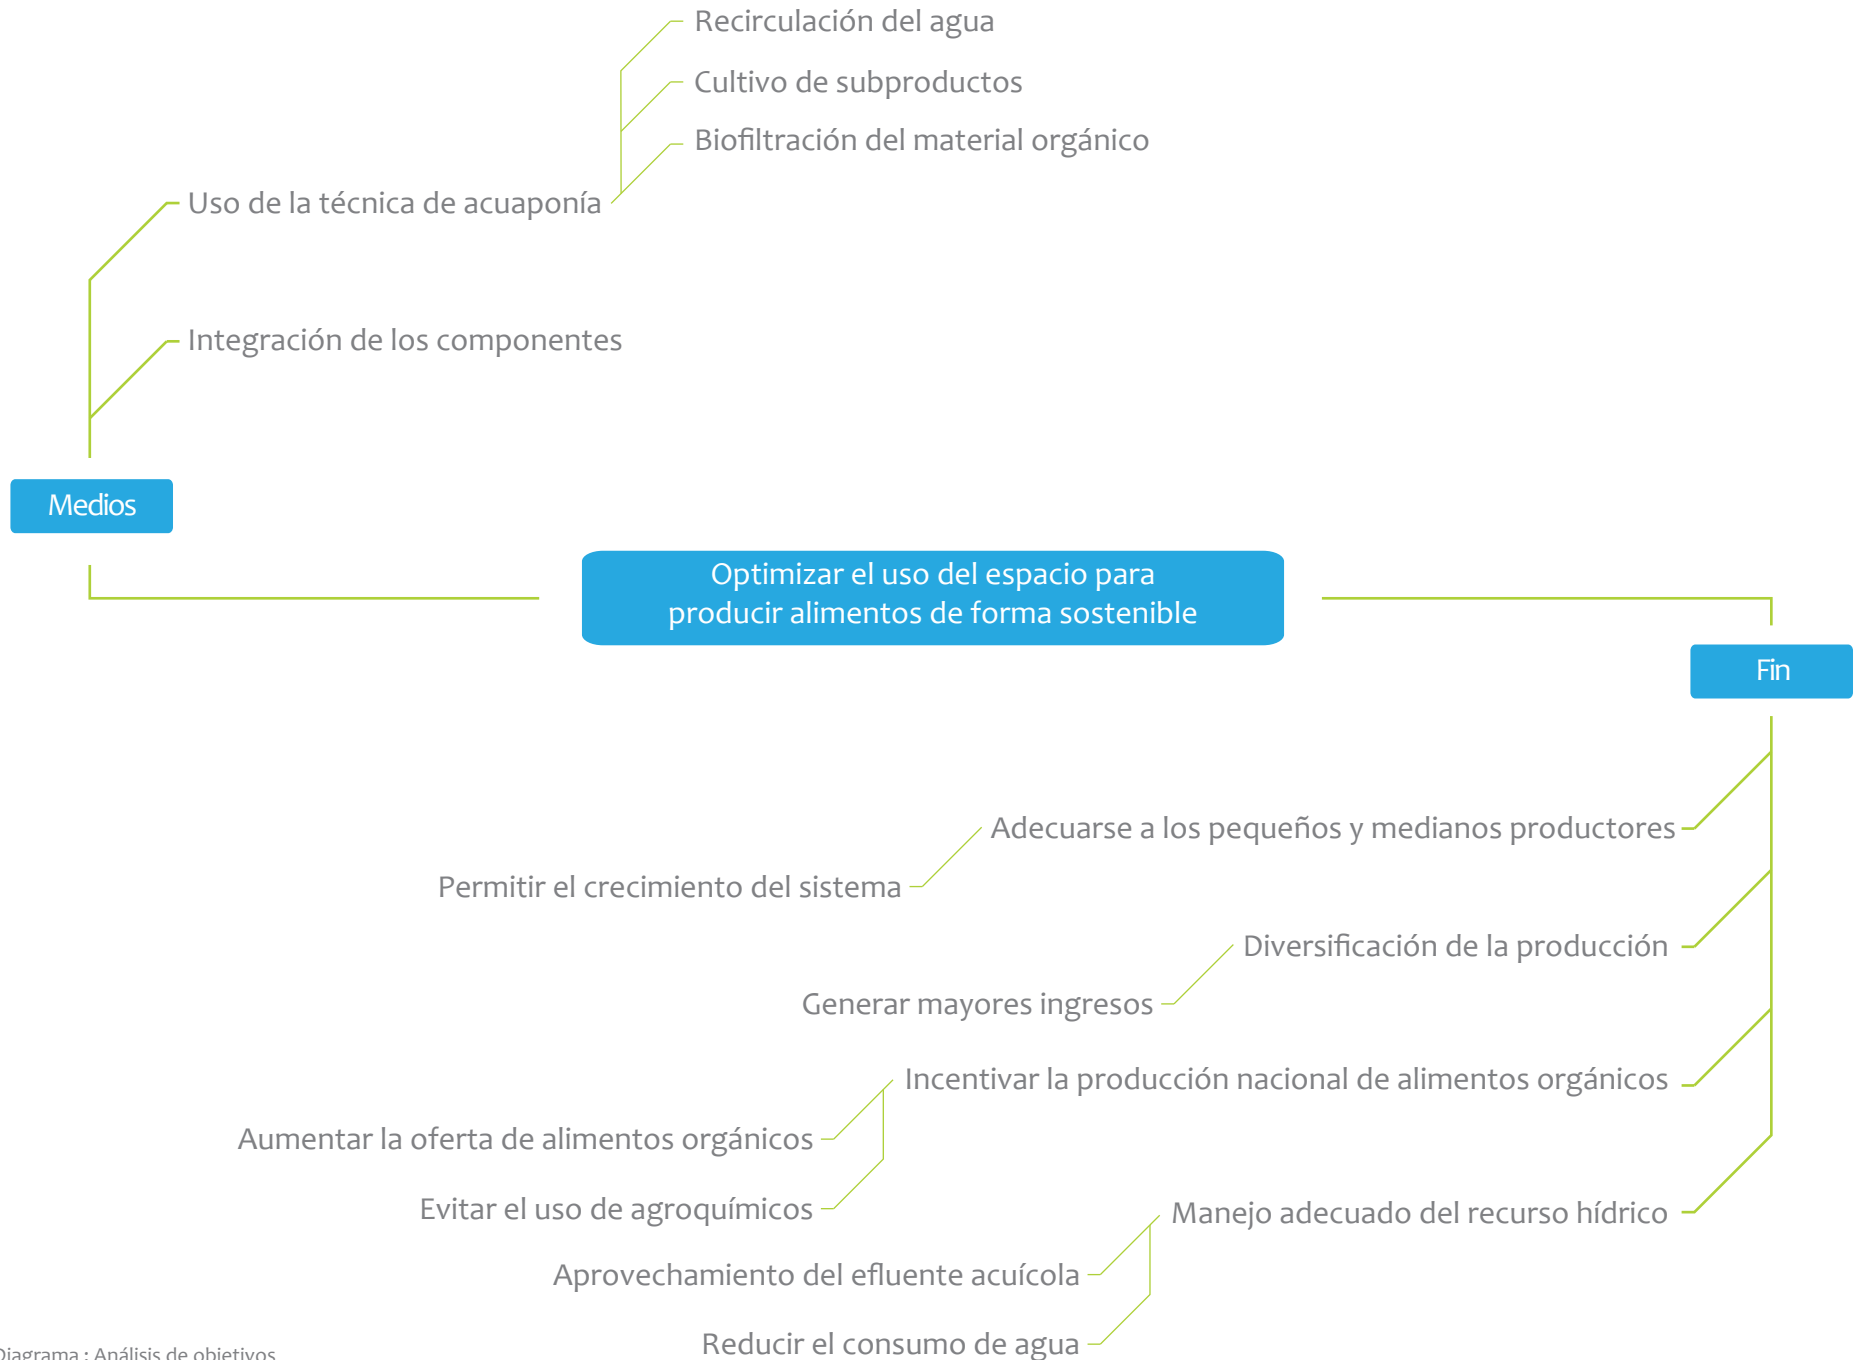 Recirculación del agua
Cultivo de subproductos
Biofiltración del material orgánico
Uso de la técnica de acuaponía
Integración de los componentes
Medios
Optimizar el uso del espacio para
producir alimentos de forma sostenible
Fin
Adecuarse a los pequeños y medianos productores
Permitir el crecimiento del sistema
Diversificación de la producción
Generar mayores ingresos
Incentivar la producción nacional de alimentos orgánicos
Aumentar la oferta de alimentos orgánicos
Evitar el uso de agroquímicos
Manejo adecuado del recurso hídrico
Aprovechamiento del efluente acuícola
Reducir el consumo de agua
Diagrama : Análisis de objetivos